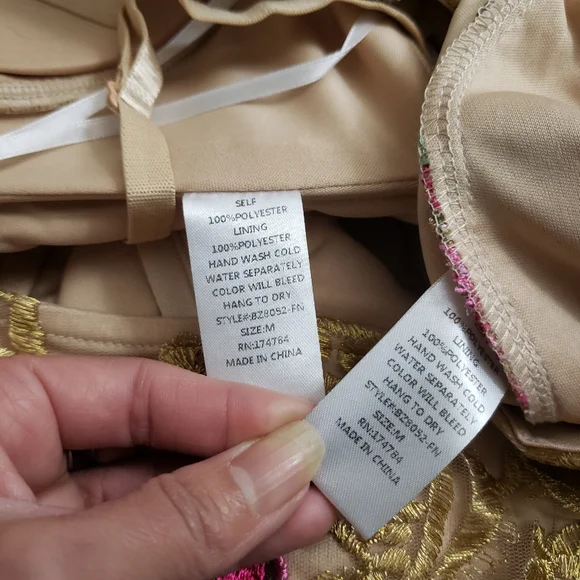 SELF
100%POLYESTER
LINING
100%POLYESTER
HAND WASH COLD
WATER SEPARATELY
COLOR WILL BLEED
HANG TO DRY
STYLE#:BZ8052-FN
SIZE:M
RN:174784
MADE IN CHINA
100%POLYESTER
LINING
HAND WASH COLD
WATER SEPARATELY
COLOR WILL BLEED
HANG TO DRY
STYLE#:BZ8052-FN
SIZE:M
RN:174784
MADE IN CHINA